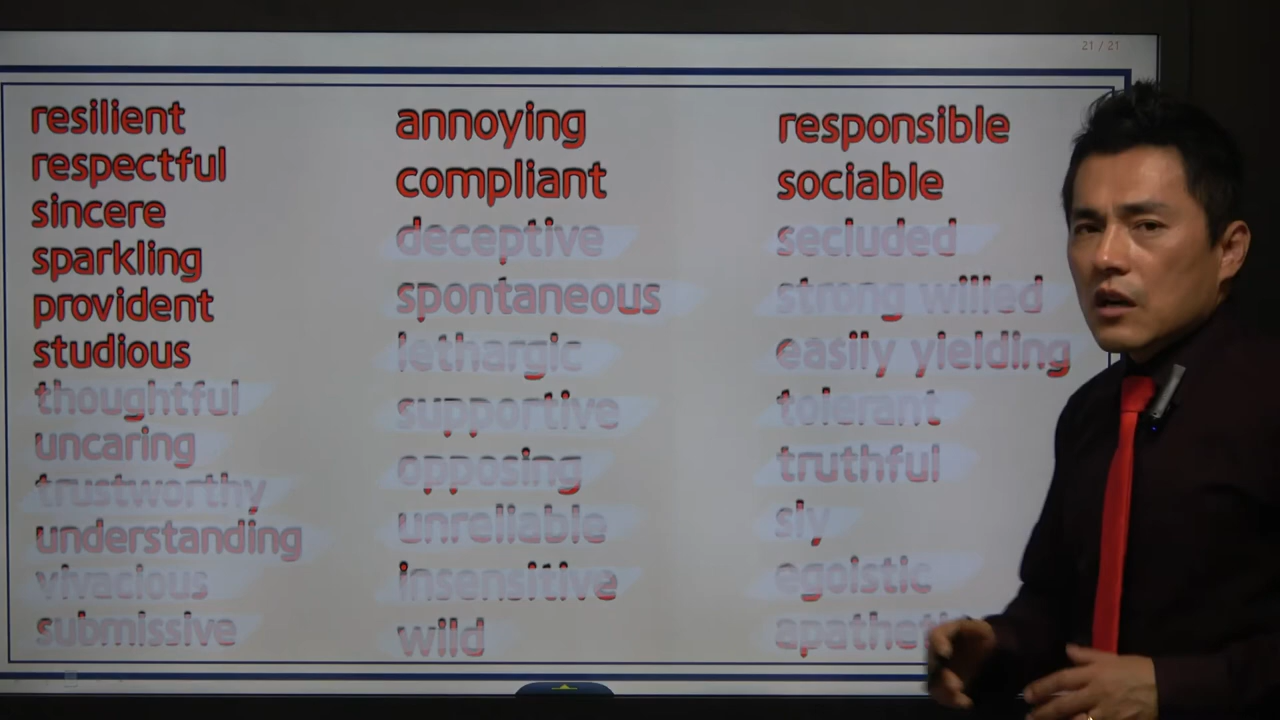 21 / 21
resilient
respectful
sincere
sparkling
provident
studious
thoughtful
uncaring
trustworthy
understanding
vivacious
submissive
annoying
compliant
deceptive
spontaneous
lethargic
supportive
opposing
unreliable
insensitive
wild
responsible
sociable
secluded
strong willed
easily yielding
tolerant
truthful
sly
egoistic